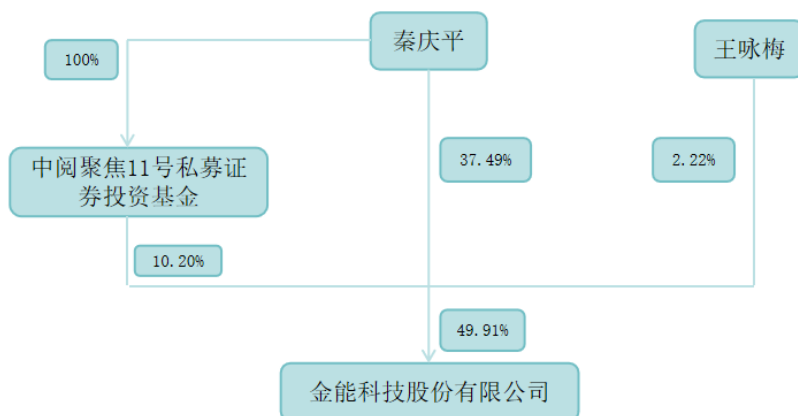 秦庆平
王咏梅
100%
37.49%
2.22%
中阅聚焦11号私募证
券投资基金
10.20%
49.91%
金能科技股份有限公司